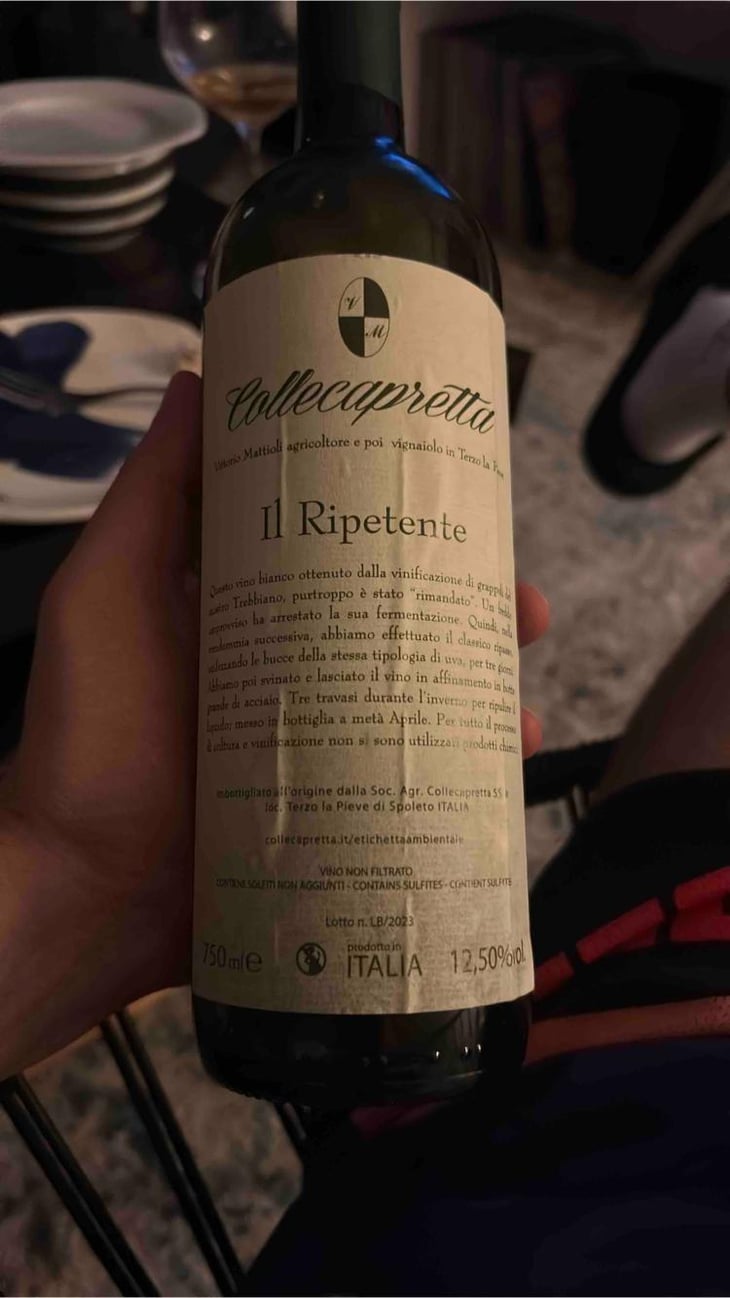 V
M
Collecapretta
Vittorio Mattioli agricoltore e poi vignaiolo in Terzo la Pieve
Il Ripetente
Questo vino bianco ottenuto dalla vinificazione di grappoli del
nostro Trebbiano, purtroppo è stato "rimandato". Un freddo
improvviso ha arrestato la sua fermentazione. Quindi, nella
vendemmia successiva, abbiamo effettuato il classico ripasso,
utilizzando le bucce della stessa tipologia di uva, per tre giorni.
Abbiamo poi svinato e lasciato il vino in affinamento in botte
grande di acciaio. Tre travasi durante l'inverno per ripulire il
liquido; messo in bottiglia a metà Aprile. Per tutto il processo
di coltura e vinificazione non si sono utilizzati prodotti chimici
Imbottigliato all'origine dalla Soc. Agr. Collecapretta SS
loc. Terzo la Pieve di Spoleto ITALIA
collecapretta.it/etichettaambientale
VINO NON FILTRATO
CONTIENE SOLFITI NON AGGIUNTI - CONTAINS SULFITES - CONTIENT SULFITE
Lotto n. LB/2023
750 ml e prodotto in ITALIA 12,50%vol.